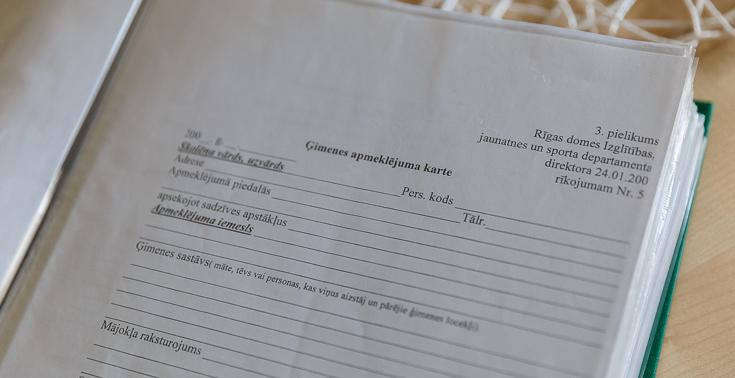 3. pielikums
Rīgas domes Izglītības,
jaunatnes un sporta departamenta
direktora 24.01.200
rīkojumam Nr. 5
Ģimenes apmeklējuma karte
200__. g.
Skolēna vārds, uzvārds
Adrese Pers. kods
Apmeklējumā piedalās Tālr.
apsekojot sadzīves apstākļus
Apmeklējuma iemesls
Ģimenes sastāvs( māte, tēvs vai personas, kas viņus aizstāj un pārējie ģimenes locekļi)
Mājokļa raksturojums